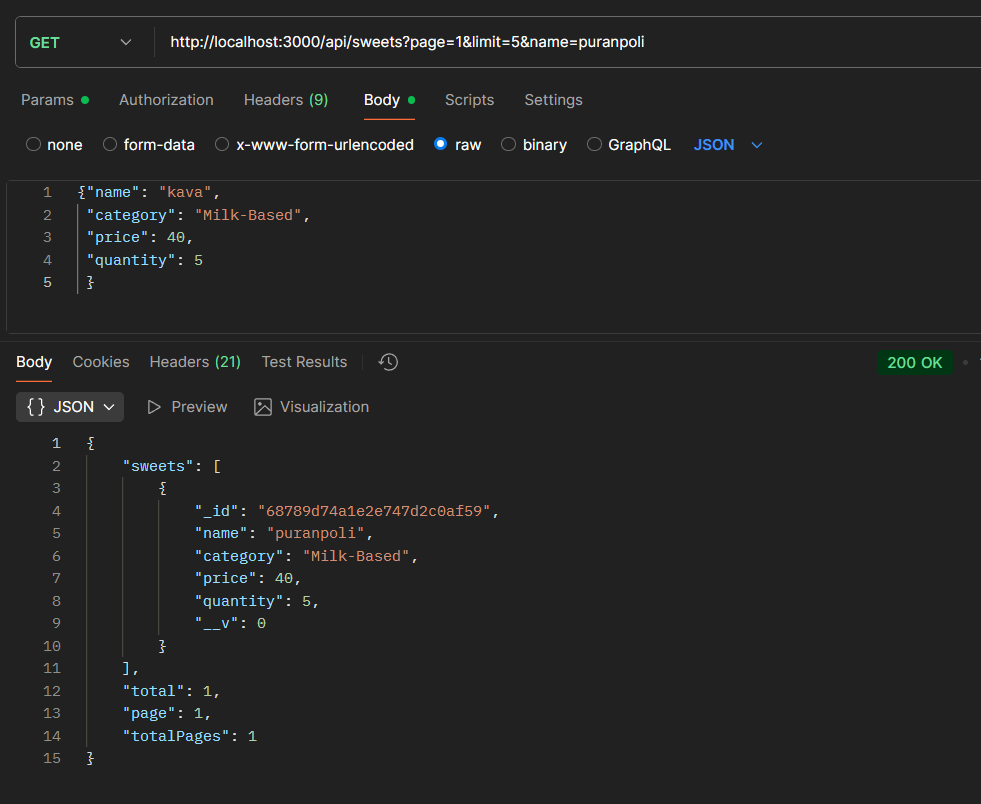 GET http://localhost:3000/api/sweets?page=1&limit=5&name=puranpoli
Params Authorization Headers (9) Body Scripts Settings
none form-data x-www-form-urlencoded raw binary GraphQL JSON
1 {"name": "kava",
2 "category": "Milk-Based",
3 "price": 40,
4 "quantity": 5
5 }
Body Cookies Headers (21) Test Results 200 OK
{} JSON Preview Visualization
1 {
2 "sweets": [
3 {
4 "_id": "68789d74a1e2e747d2c0af59",
5 "name": "puranpoli",
6 "category": "Milk-Based",
7 "price": 40,
8 "quantity": 5,
9 "__v": 0
10 }
11 ],
12 "total": 1,
13 "page": 1,
14 "totalPages": 1
15 }